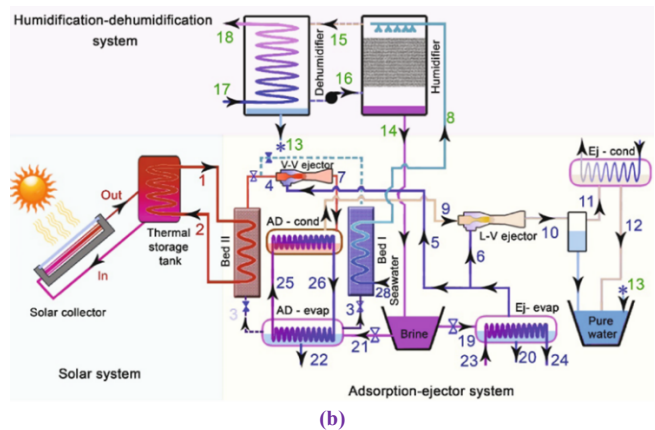 Humidification-dehumidification
system
18
15
17
16
Dehumidifier
Humidifier
8
14
*13
V-V ejector
Ej - cond
Out
1
2
4
7
AD - cond
9
L-V ejector
10
11
12
Thermal
storage
tank
In
Solar collector
Bed II
25
26
Bed I
Seawater
28
5
6
*13
3
AD - evap
3
22
21
Brine
19
Ej- evap
23
20
24
Pure
water
Solar system
Adsorption-ejector system
(b)